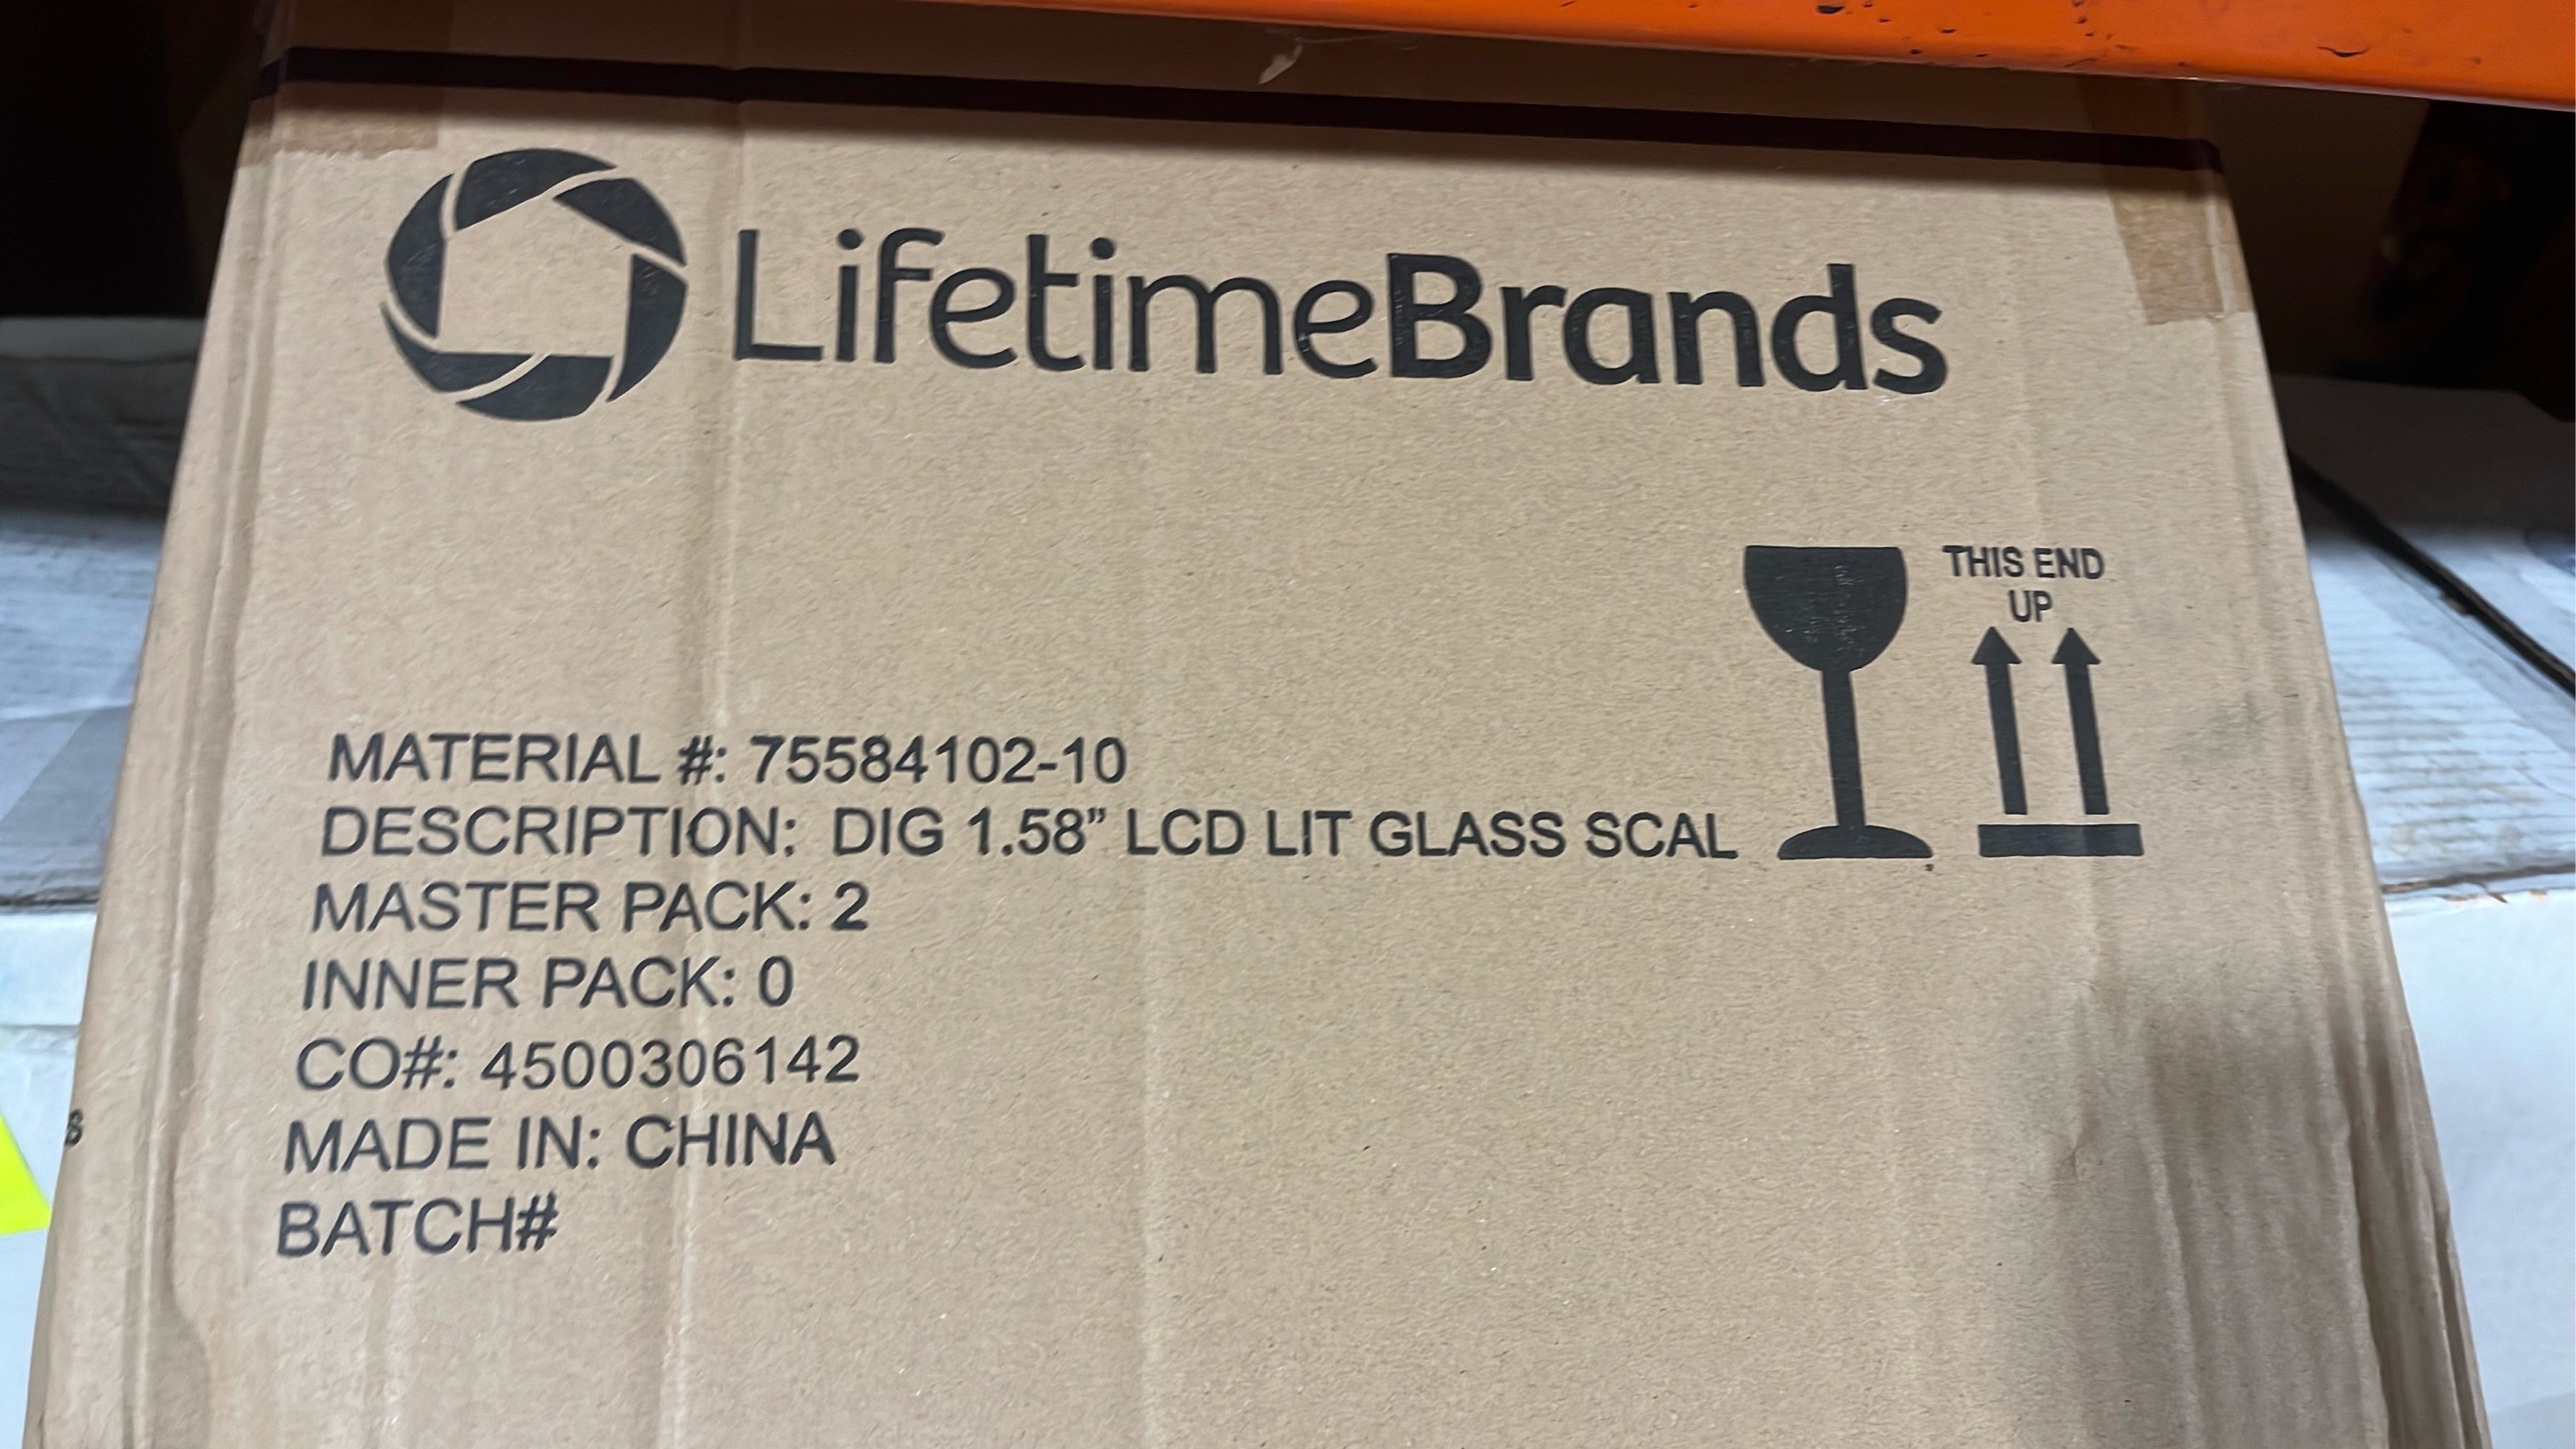 LifetimeBrands
THIS END
UP
MATERIAL #: 75584102-10
DESCRIPTION: DIG 1.58” LCD LIT GLASS SCAL
MASTER PACK: 2
INNER PACK: 0
CO#: 4500306142
MADE IN: CHINA
BATCH#